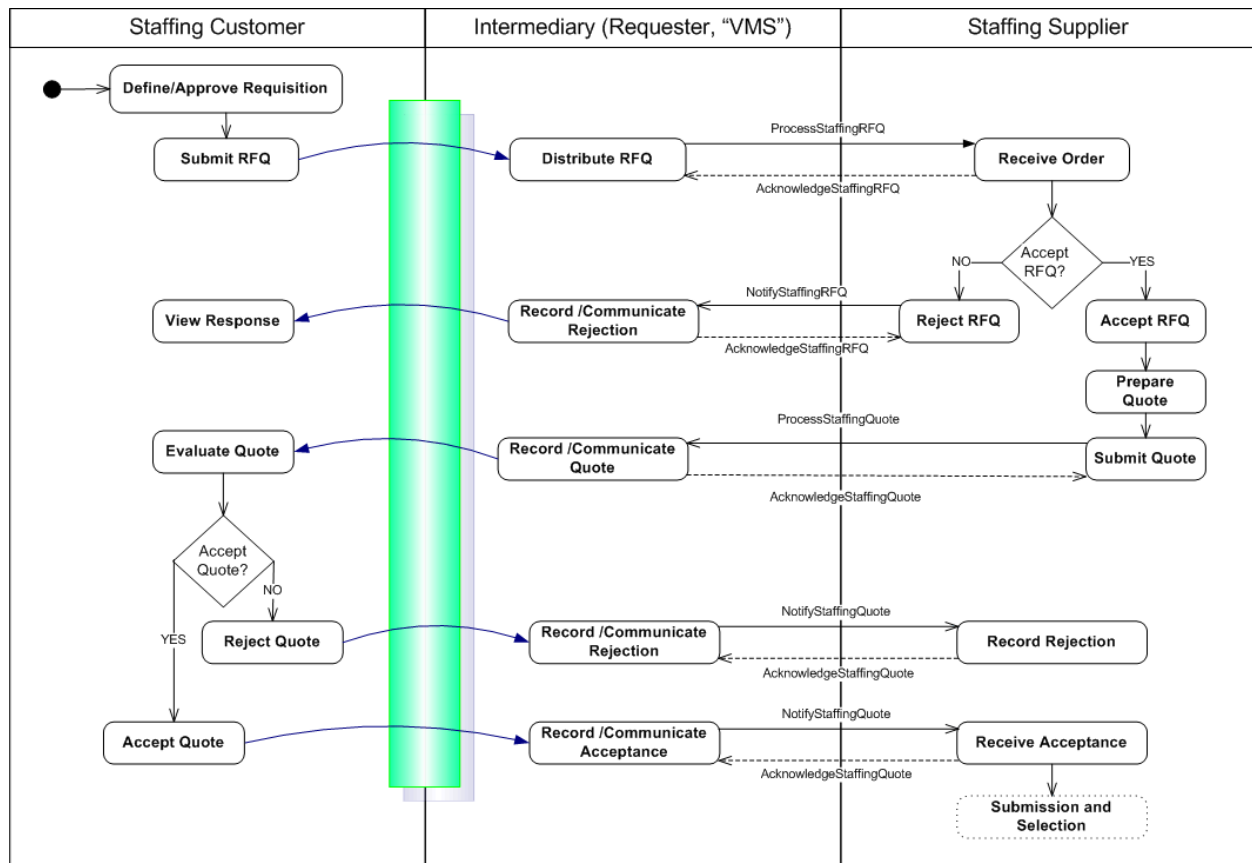 Staffing Customer
Intermediary (Requester, “VMS”)
Staffing Supplier
Define/Approve Requisition
Submit RFQ
Distribute RFQ
ProcessStaffingRFQ
AcknowledgeStaffingRFQ
Receive Order
Accept
RFQ?
NO
YES
View Response
Record /Communicate
Rejection
NotifyStaffingRFQ
AcknowledgeStaffingRFQ
Reject RFQ
Accept RFQ
Prepare
Quote
Evaluate Quote
Record /Communicate
Quote
ProcessStaffingQuote
AcknowledgeStaffingQuote
Submit Quote
Accept
Quote?
NO
YES
Reject Quote
Record /Communicate
Rejection
NotifyStaffingQuote
AcknowledgeStaffingQuote
Record Rejection
Accept Quote
Record /Communicate
Acceptance
NotifyStaffingQuote
AcknowledgeStaffingQuote
Receive Acceptance
Submission and
Selection